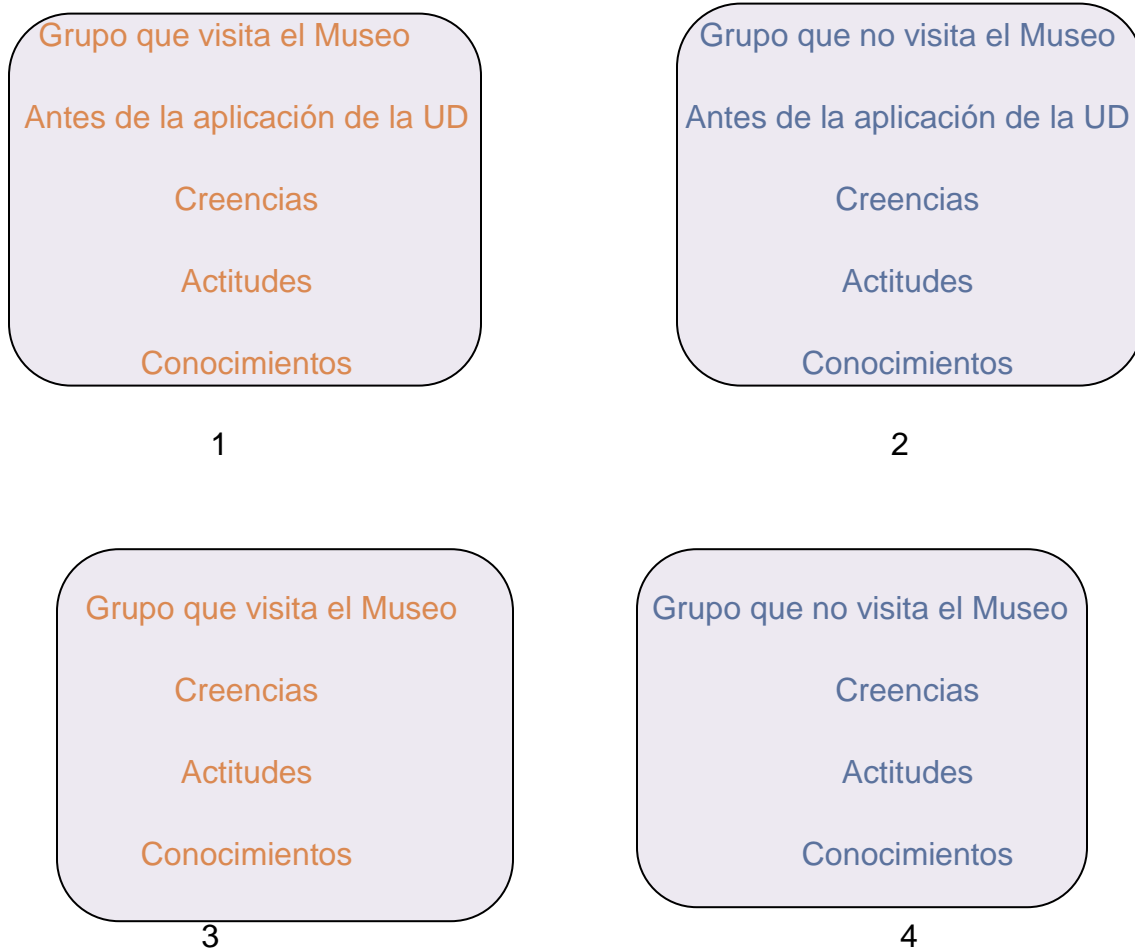 Grupo que visita el Museo
Antes de la aplicación de la UD
Creencias
Actitudes
Conocimientos
1
Grupo que no visita el Museo
Antes de la aplicación de la UD
Creencias
Actitudes
Conocimientos
2
Grupo que visita el Museo
Creencias
Actitudes
Conocimientos
3
Grupo que no visita el Museo
Creencias
Actitudes
Conocimientos
4